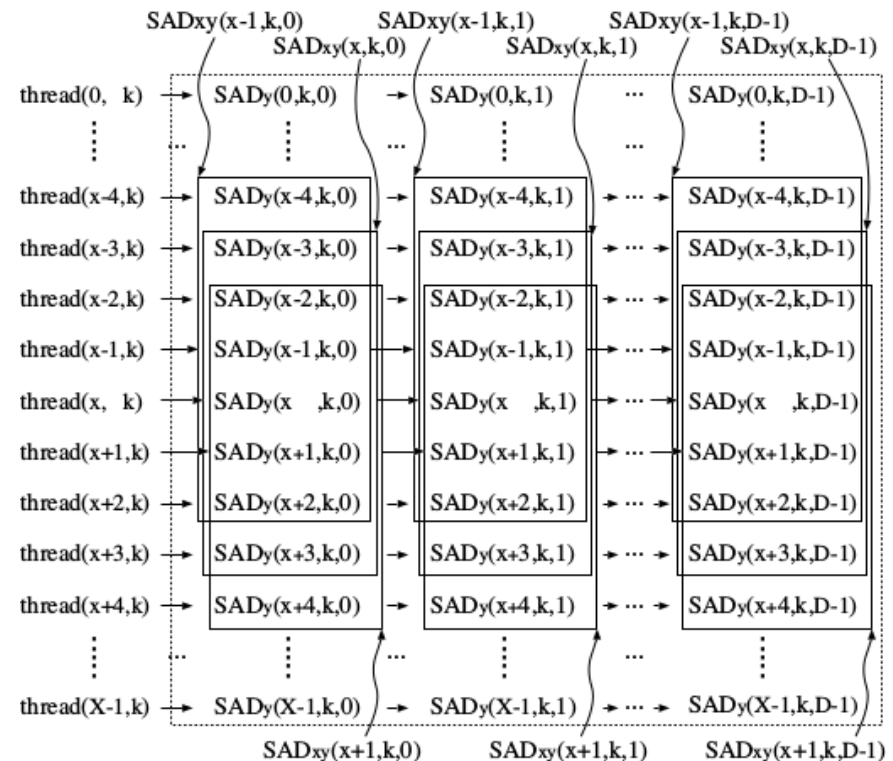 SADxy(x-1,k,0) SADxy(x-1,k,1) SADxy(x-1,k,D-1)
SADxy(x,k,0) SADxy(x,k,1) SADxy(x,k,D-1)
thread(0, k) SADy(0,k,0) SADy(0,k,1) ... SADy(0,k,D-1)
... ... ...
thread(x-4,k) SADy(x-4,k,0) SADy(x-4,k,1) ... SADy(x-4,k,D-1)
thread(x-3,k) SADy(x-3,k,0) SADy(x-3,k,1) ... SADy(x-3,k,D-1)
thread(x-2,k) SADy(x-2,k,0) SADy(x-2,k,1) ... SADy(x-2,k,D-1)
thread(x-1,k) SADy(x-1,k,0) SADy(x-1,k,1) ... SADy(x-1,k,D-1)
thread(x, k) SADy(x ,k,0) SADy(x ,k,1) ... SADy(x ,k,D-1)
thread(x+1,k) SADy(x+1,k,0) SADy(x+1,k,1) ... SADy(x+1,k,D-1)
thread(x+2,k) SADy(x+2,k,0) SADy(x+2,k,1) ... SADy(x+2,k,D-1)
thread(x+3,k) SADy(x+3,k,0) SADy(x+3,k,1) ... SADy(x+3,k,D-1)
thread(x+4,k) SADy(x+4,k,0) SADy(x+4,k,1) ... SADy(x+4,k,D-1)
... ... ...
thread(X-1,k) SADy(X-1,k,0) SADy(X-1,k,1) ... SADy(X-1,k,D-1)
SADxy(x+1,k,0) SADxy(x+1,k,1) SADxy(x+1,k,D-1)